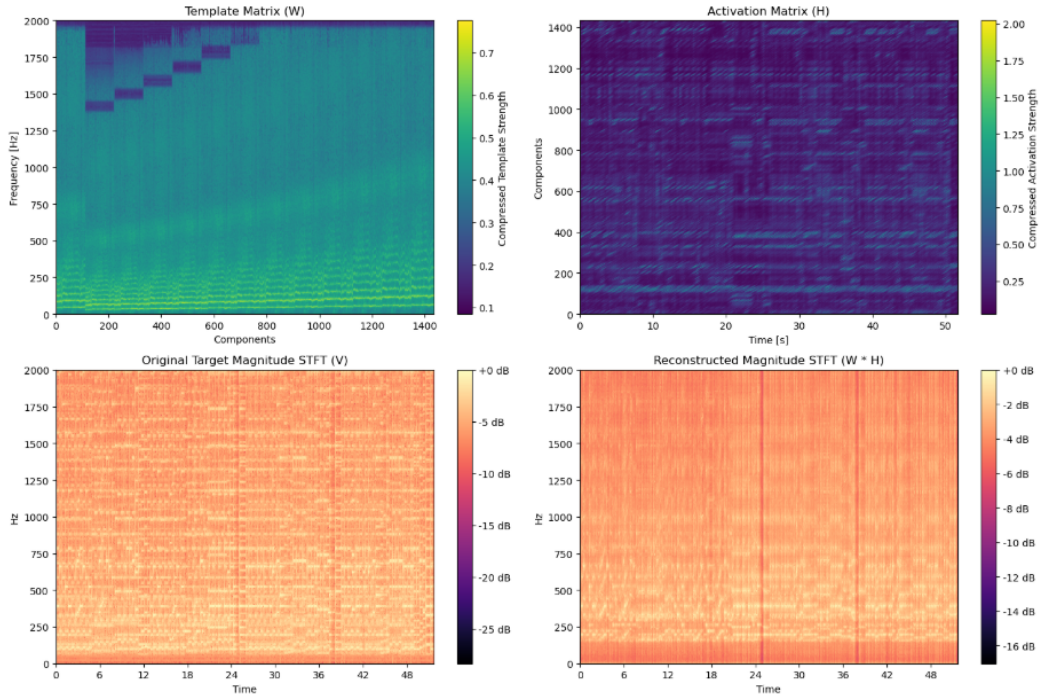 Template Matrix (W)
2000
1750
1500
1250
1000
750
500
250
0
Frequency [Hz]
0 200 400 600 800 1000 1200 1400
Components
0.7
0.6
0.5
0.4
0.3
0.2
0.1
Compressed Template Strength
Activation Matrix (H)
1400
1200
1000
800
600
400
200
0
Components
0 10 20 30 40 50
Time [s]
2.00
1.75
1.50
1.25
1.00
0.75
0.50
0.25
Compressed Activation Strength
Original Target Magnitude STFT (V)
2000
1750
1500
1250
1000
750
500
250
0
Hz
0 6 12 18 24 30 36 42 48
Time
+0 dB
-5 dB
-10 dB
-15 dB
-20 dB
-25 dB
Reconstructed Magnitude STFT (W * H)
2000
1750
1500
1250
1000
750
500
250
0
Hz
0 6 12 18 24 30 36 42 48
Time
+0 dB
-2 dB
-4 dB
-6 dB
-8 dB
-10 dB
-12 dB
-14 dB
-16 dB